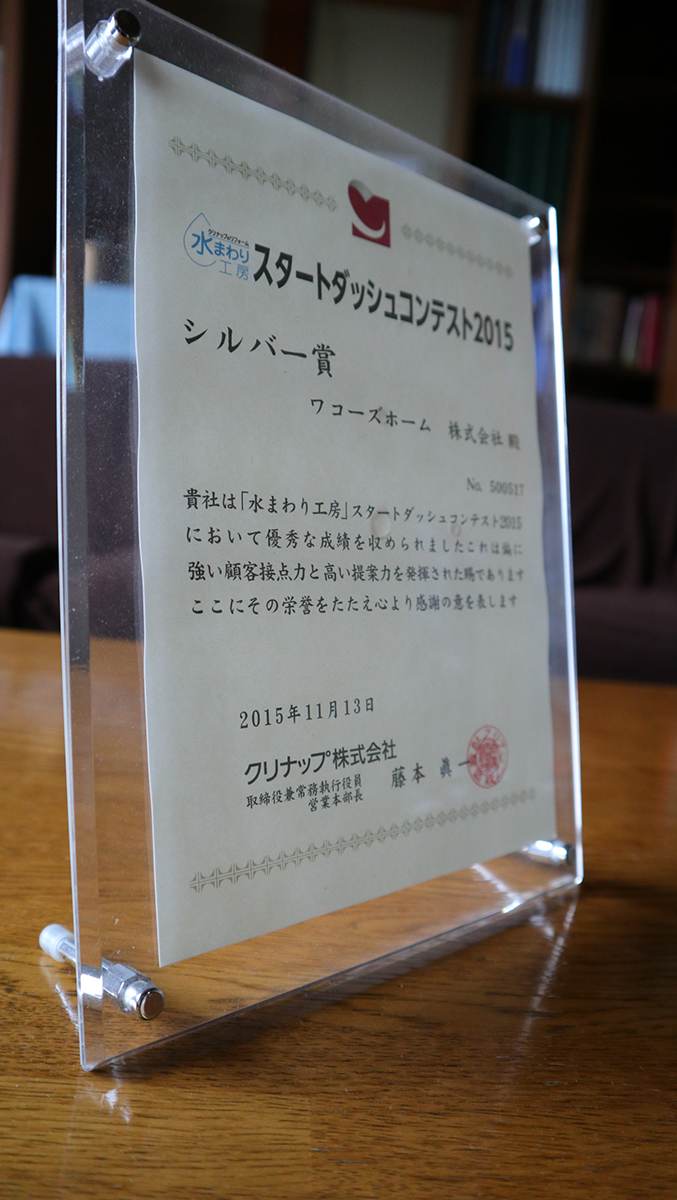 クリナップのリフォーム
水まわり工房
スタートダッシュコンテスト2015
シルバー賞
ワコーズホーム 株式会社 殿
No. 500517
貴社は「水まわり工房」スタートダッシュコンテスト2015
において優秀な成績を収められましたこれは偏に
強い顧客接点力と高い提案力を発揮された賜であります
ここにその栄誉をたたえ心より感謝の意を表します
2015年11月13日
クリナップ株式会社
取締役兼常務執行役員
営業本部長
藤本 眞一